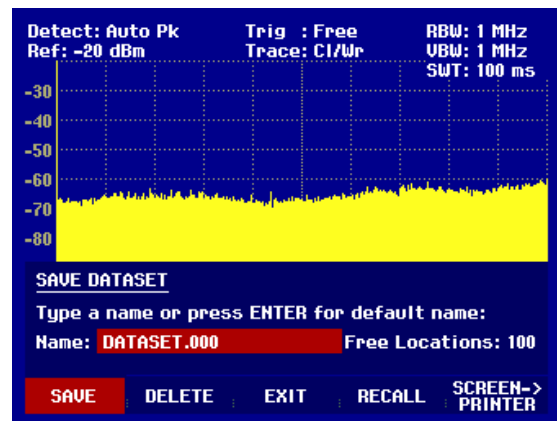 Detect: Auto Pk Trig : Free RBW: 1 MHz
Ref: -20 dBm Trace: Cl/Wr VBW: 1 MHz
SWT: 100 ms
-30
-40
-50
-60
-70
-80
SAVE DATASET
Type a name or press ENTER for default name:
Name: DATASET.000 Free Locations: 100
SAVE DELETE EXIT RECALL SCREEN->
PRINTER